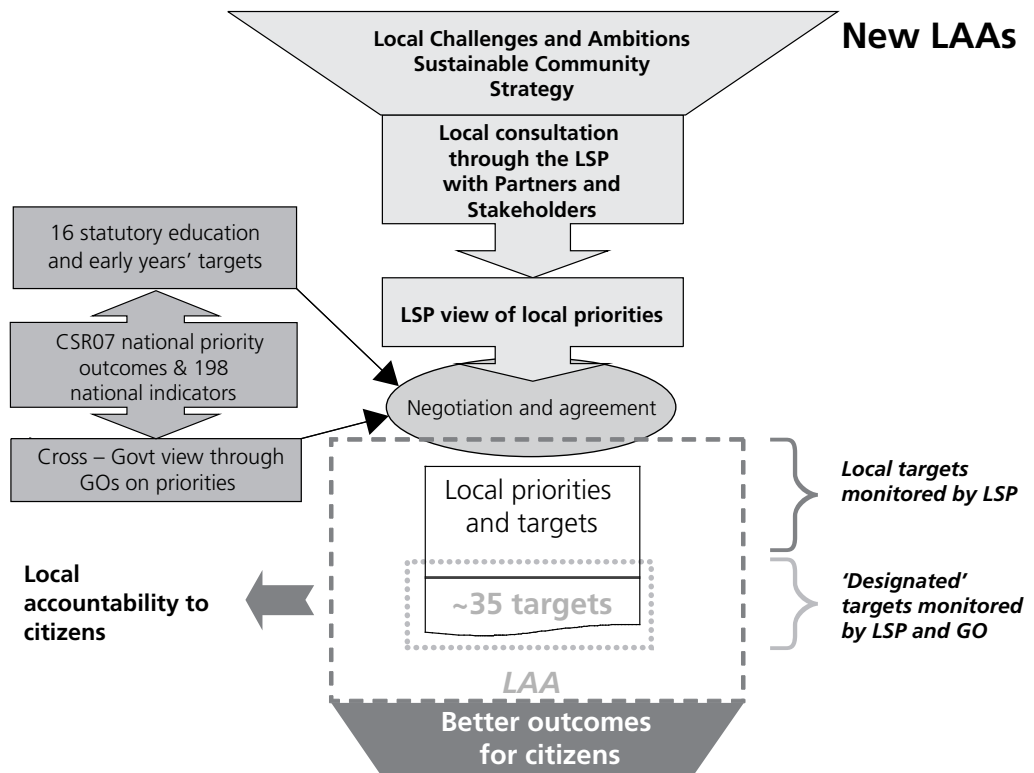 New LAAs
Local Challenges and Ambitions
Sustainable Community
Strategy
Local consultation
through the LSP
with Partners and
Stakeholders
16 statutory education
and early years’ targets
CSR07 national priority
outcomes & 198
national indicators
Cross – Govt view through
GOs on priorities
LSP view of local priorities
Negotiation and agreement
Local priorities
and targets
~35 targets
LAA
Local targets
monitored by LSP
‘Designated’
targets monitored
by LSP and GO
Local
accountability to
citizens
Better outcomes
for citizens